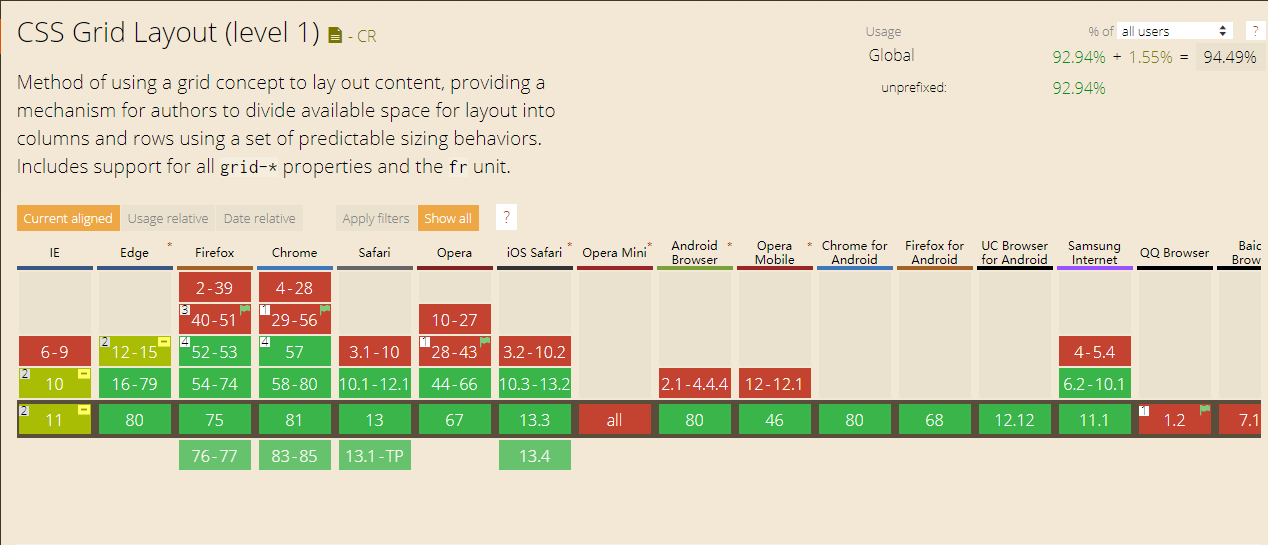 CSS Grid Layout (level 1) - CR
Usage % of all users ?
Global 92.94% + 1.55% = 94.49%
unprefixed: 92.94%
Method of using a grid concept to lay out content, providing a
mechanism for authors to divide available space for layout into
columns and rows using a set of predictable sizing behaviors.
Includes support for all grid-* properties and the fr unit.
Current aligned Usage relative Date relative Apply filters Show all ?
IE Edge * Firefox Chrome Safari Opera iOS Safari * Opera Mini * Android Browser * Opera Mobile * Chrome for Android Firefox for Android UC Browser for Android Samsung Internet QQ Browser Baid Brow
2-39 4-28
3 40-51 1 29-56 10-27
6-9 2 12-15 4 52-53 4 57 3.1-10 1 28-43 3.2-10.2 4-5.4
2 10 16-79 54-74 58-80 10.1-12.1 44-66 10.3-13.2 2.1-4.4.4 12-12.1 6.2-10.1
2 11 80 75 81 13 67 13.3 all 80 46 80 68 12.12 11.1 1 1.2 7.1
76-77 83-85 13.1-TP 13.4